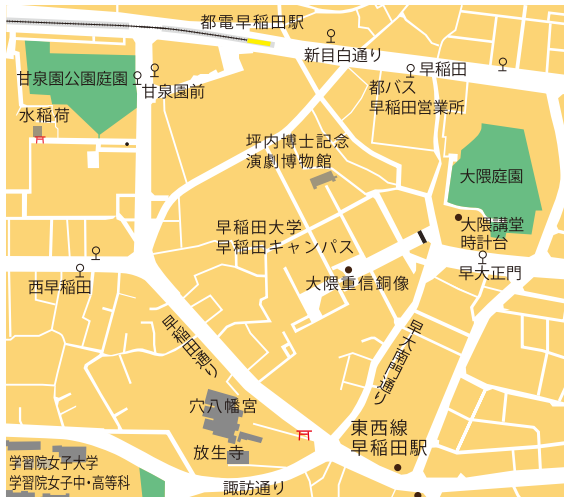 都電早稲田駅
新目白通り
早稲田
甘泉園公園庭園
甘泉園前
都バス
早稲田営業所
水稲荷
坪内博士記念
演劇博物館
大隈庭園
早稲田大学
早稲田キャンパス
大隈講堂
時計台
早大正門
西早稲田
大隈重信銅像
早稲田通り
早大南門通り
穴八幡宮
東西線
早稲田駅
放生寺
学習院女子大学
学習院女子中・高等科
諏訪通り